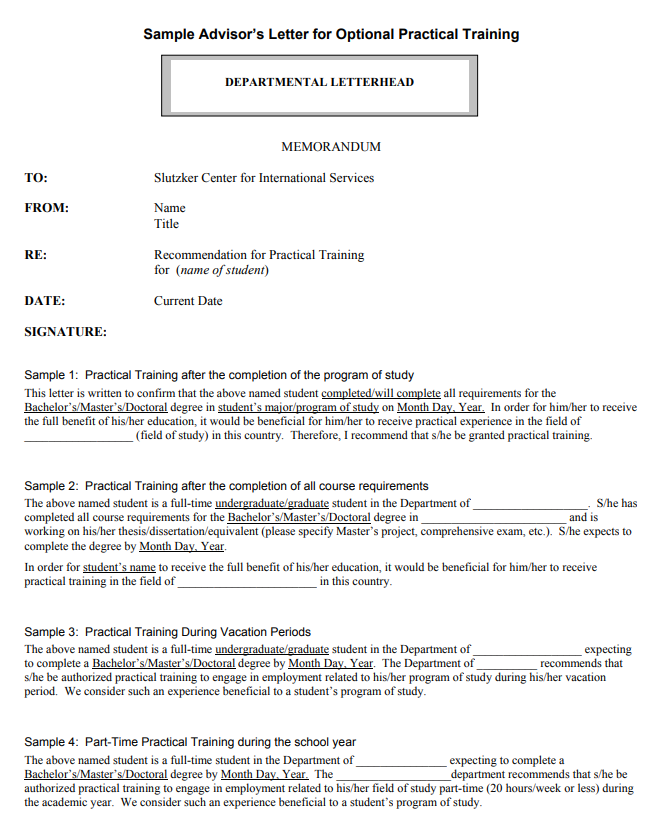 Sample Advisor's Letter for Optional Practical Training
DEPARTMENTAL LETTERHEAD
MEMORANDUM
TO: Slutzker Center for International Services
FROM: Name
Title
RE: Recommendation for Practical Training
for (name of student)
DATE: Current Date
SIGNATURE:
Sample 1: Practical Training after the completion of the program of study
This letter is written to confirm that the above named student completed/will complete all requirements for the
Bachelor's/Master's/Doctoral degree in student's major/program of study on Month Day, Year. In order for him/her to receive
the full benefit of his/her education, it would be beneficial for him/her to receive practical experience in the field of
___________________ (field of study) in this country. Therefore, I recommend that s/he be granted practical training.
Sample 2: Practical Training after the completion of all course requirements
The above named student is a full-time undergraduate/graduate student in the Department of ____________________. S/he has
completed all course requirements for the Bachelor's/Master's/Doctoral degree in _________________________ and is
working on his/her thesis/dissertation/equivalent (please specify Master's project, comprehensive exam, etc.). S/he expects to
complete the degree by Month Day, Year.
In order for student's name to receive the full benefit of his/her education, it would be beneficial for him/her to receive
practical training in the field of ________________________ in this country.
Sample 3: Practical Training During Vacation Periods
The above named student is a full-time undergraduate/graduate student in the Department of ___________________ expecting
to complete a Bachelor's/Master's/Doctoral degree by Month Day, Year. The Department of __________ recommends that
s/he be authorized practical training to engage in employment related to his/her program of study during his/her vacation
period. We consider such an experience beneficial to a student's program of study.
Sample 4: Part-Time Practical Training during the school year
The above named student is a full-time student in the Department of ________________ expecting to complete a
Bachelor's/Master's/Doctoral degree by Month Day, Year. The ____________________department recommends that s/he be
authorized practical training to engage in employment related to his/her field of study part-time (20 hours/week or less) during
the academic year. We consider such an experience beneficial to a student's program of study.